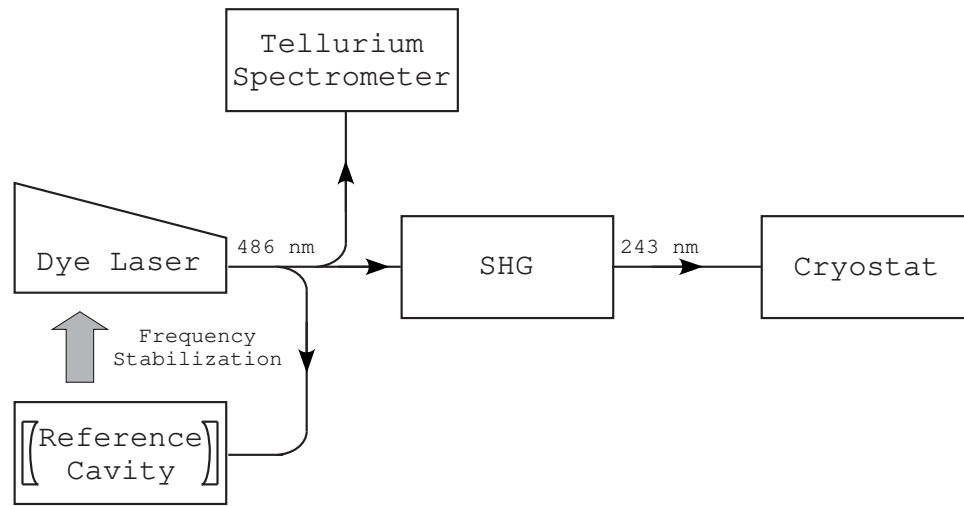 Tellurium
Spectrometer
486 nm
Dye Laser
SHG
243 nm
Cryostat
Frequency
Stabilization
Reference
Cavity